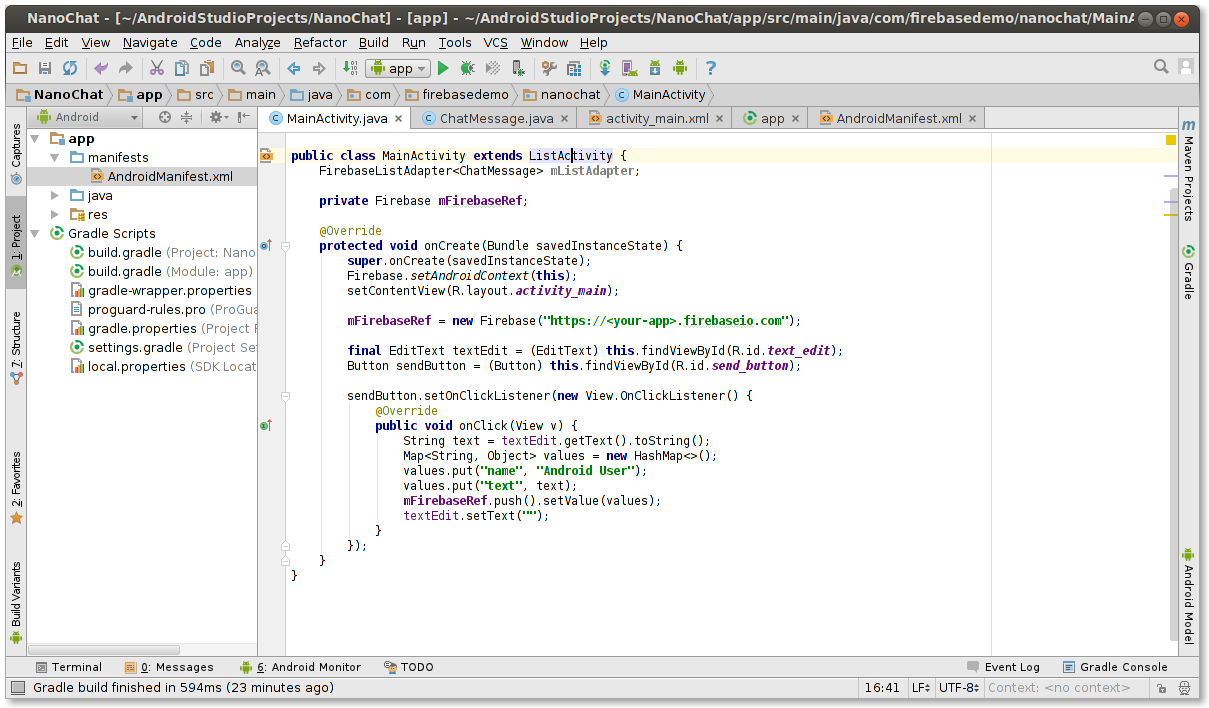 NanoChat - [~/AndroidStudioProjects/NanoChat] - [app] - ~/AndroidStudioProjects/NanoChat/app/src/main/java/com/firebasedemo/nanochat/MainA
File Edit View Navigate Code Analyze Refactor Build Run Tools VCS Window Help
app
NanoChat app src main java com firebasedemo nanochat MainActivity
Android
MainActivity.java ChatMessage.java activity_main.xml app AndroidManifest.xml
Captures
1: Project
7: Structure
2: Favorites
Build Variants
app
manifests
AndroidManifest.xml
java
res
Gradle Scripts
build.gradle (Project: Nano
build.gradle (Module: app)
gradle-wrapper.properties
proguard-rules.pro (ProGua
gradle.properties (Project P
settings.gradle (Project Set
local.properties (SDK Locat
public class MainActivity extends ListActivity {
FirebaseListAdapter<ChatMessage> mListAdapter;
private Firebase mFirebaseRef;
@Override
protected void onCreate(Bundle savedInstanceState) {
super.onCreate(savedInstanceState);
Firebase.setAndroidContext(this);
setContentView(R.layout.activity_main);
mFirebaseRef = new Firebase("https://<your-app>.firebaseio.com");
final EditText textEdit = (EditText) this.findViewById(R.id.text_edit);
Button sendButton = (Button) this.findViewById(R.id.send_button);
sendButton.setOnClickListener(new View.OnClickListener() {
@Override
public void onClick(View v) {
String text = textEdit.getText().toString();
Map<String, Object> values = new HashMap<>();
values.put("name", "Android User");
values.put("text", text);
mFirebaseRef.push().setValue(values);
textEdit.setText("");
}
});
}
}
m Maven Projects
Gradle
Android Model
Terminal 0: Messages 6: Android Monitor TODO Event Log Gradle Console
Gradle build finished in 594ms (23 minutes ago) 16:41 LF UTF-8 Context: <no context>